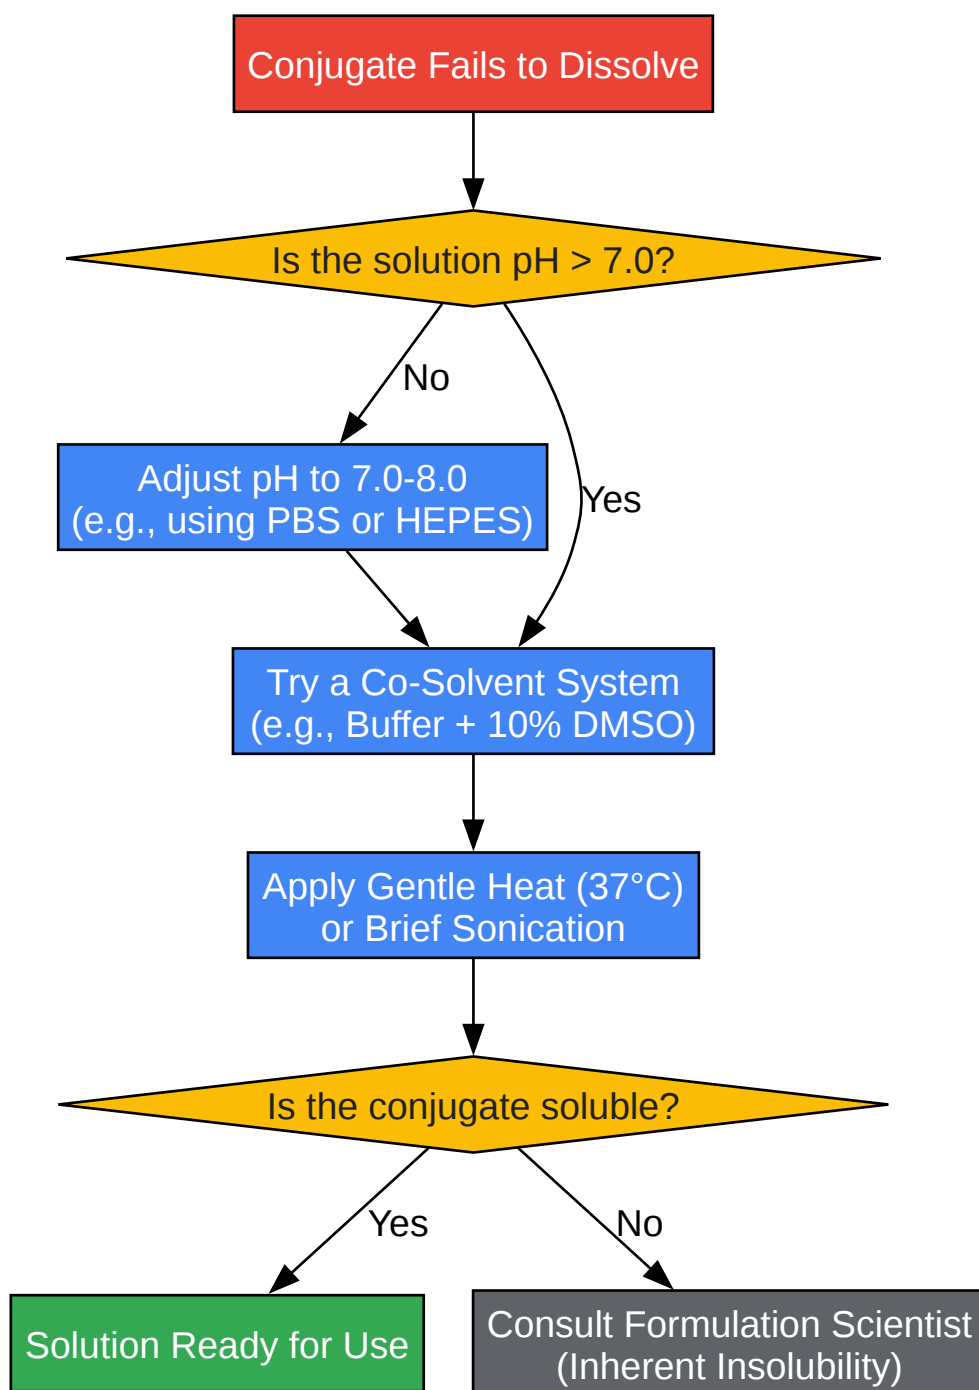 Conjugate Fails to Dissolve
Is the solution pH > 7.0?
No
Adjust pH to 7.0-8.0
(e.g., using PBS or HEPES)
Yes
Try a Co-Solvent System
(e.g., Buffer + 10% DMSO)
Apply Gentle Heat (37°C)
or Brief Sonication
Is the conjugate soluble?
Yes
No
Solution Ready for Use
Consult Formulation Scientist
(Inherent Insolubility)